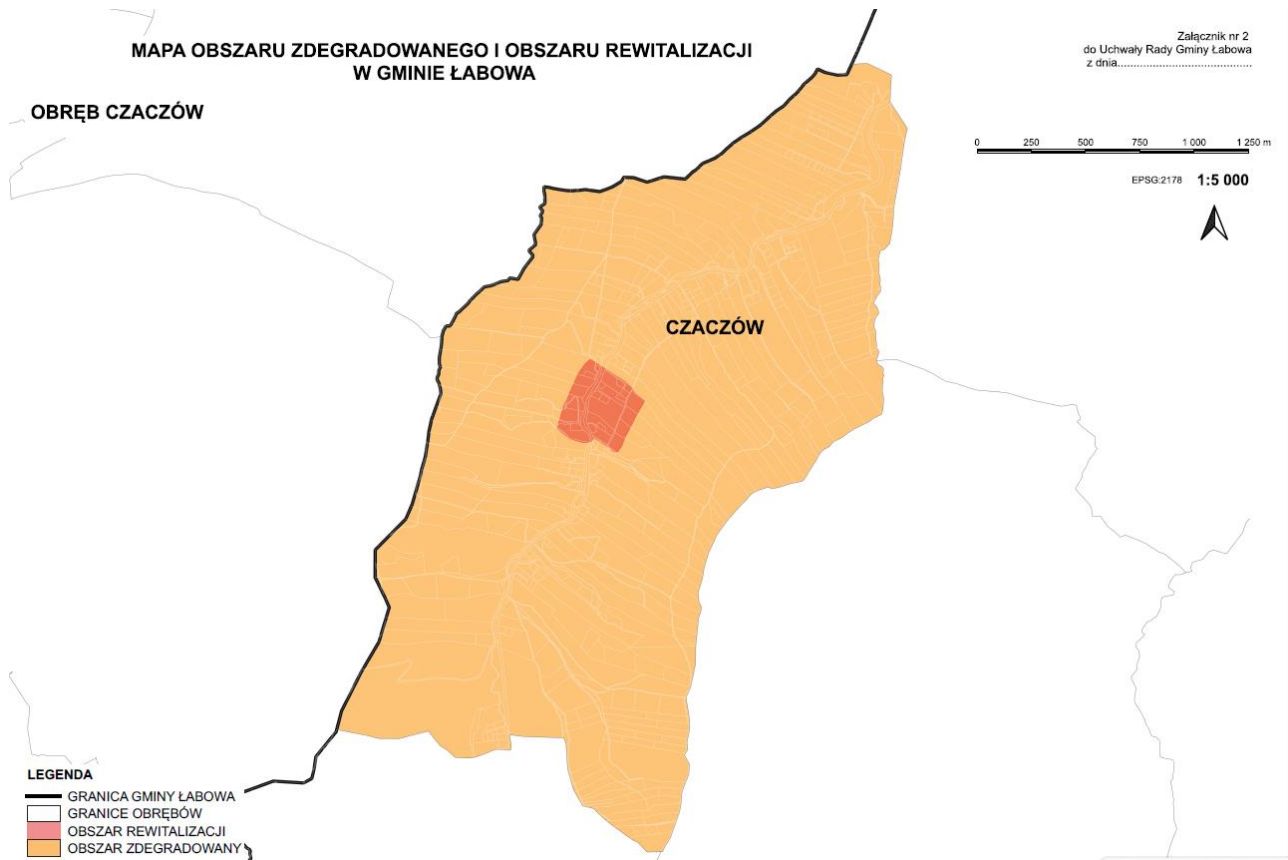 MAPA OBSZARU ZDEGRADOWANEGO I OBSZARU REWITALIZACJI
W GMINIE ŁABOWA
Załącznik nr 2
do Uchwały Rady Gminy Łabowa
z dnia..........................................
OBRĘB CZACZÓW
0 250 500 750 1 000 1 250 m
EPSG:2178 1:5 000
CZACZÓW
LEGENDA
GRANICA GMINY ŁABOWA
GRANICE OBRĘBÓW
OBSZAR REWITALIZACJI
OBSZAR ZDEGRADOWANY